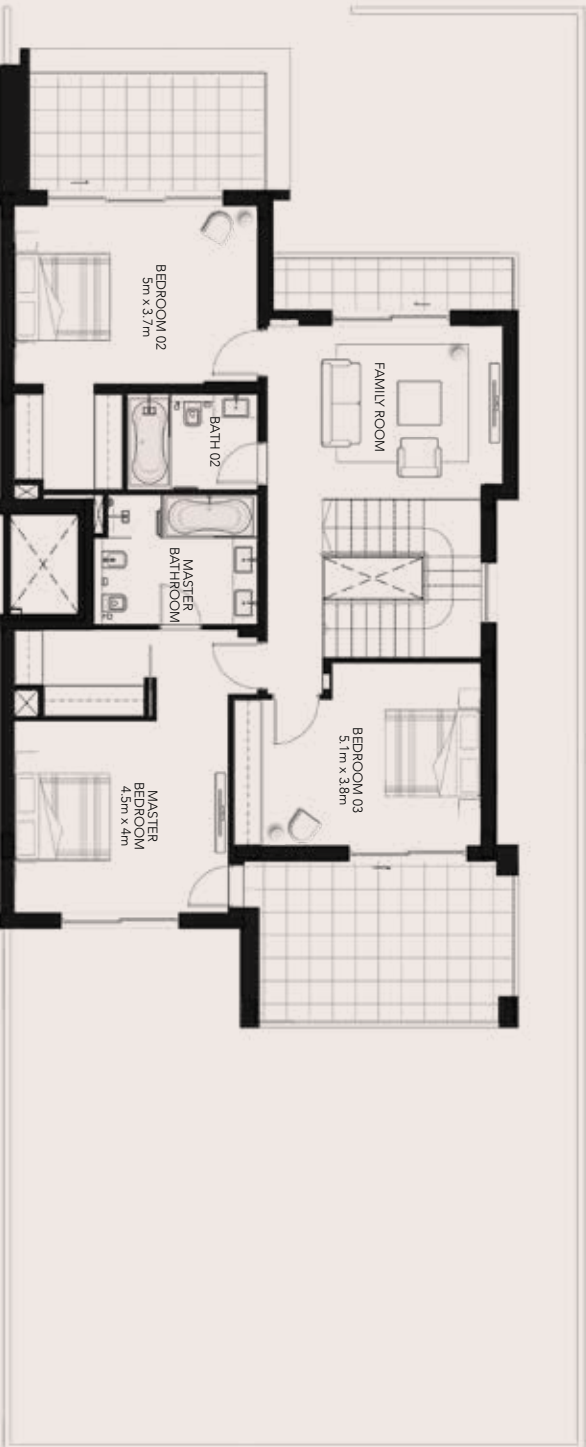 BEDROOM 02
5m x 3.7m
FAMILY ROOM
BATH 02
MASTER
BATHROOM
BEDROOM 03
5.1m x 3.8m
MASTER
BEDROOM
4.5m x 4m